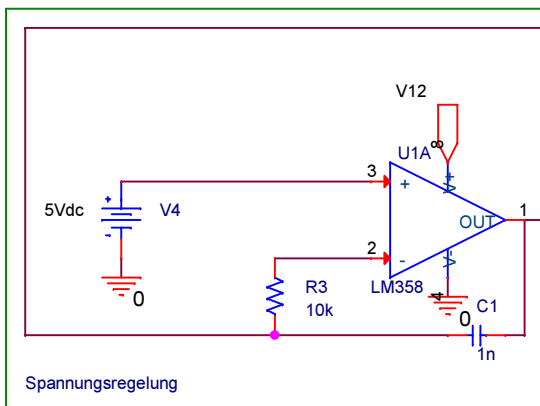 V12
8
U1A
3
+
V+
5Vdc
+
-
V4
OUT
1
2
-
V-
R3
10k
LM358
4
0
0
C1
1n
Spannungsregelung